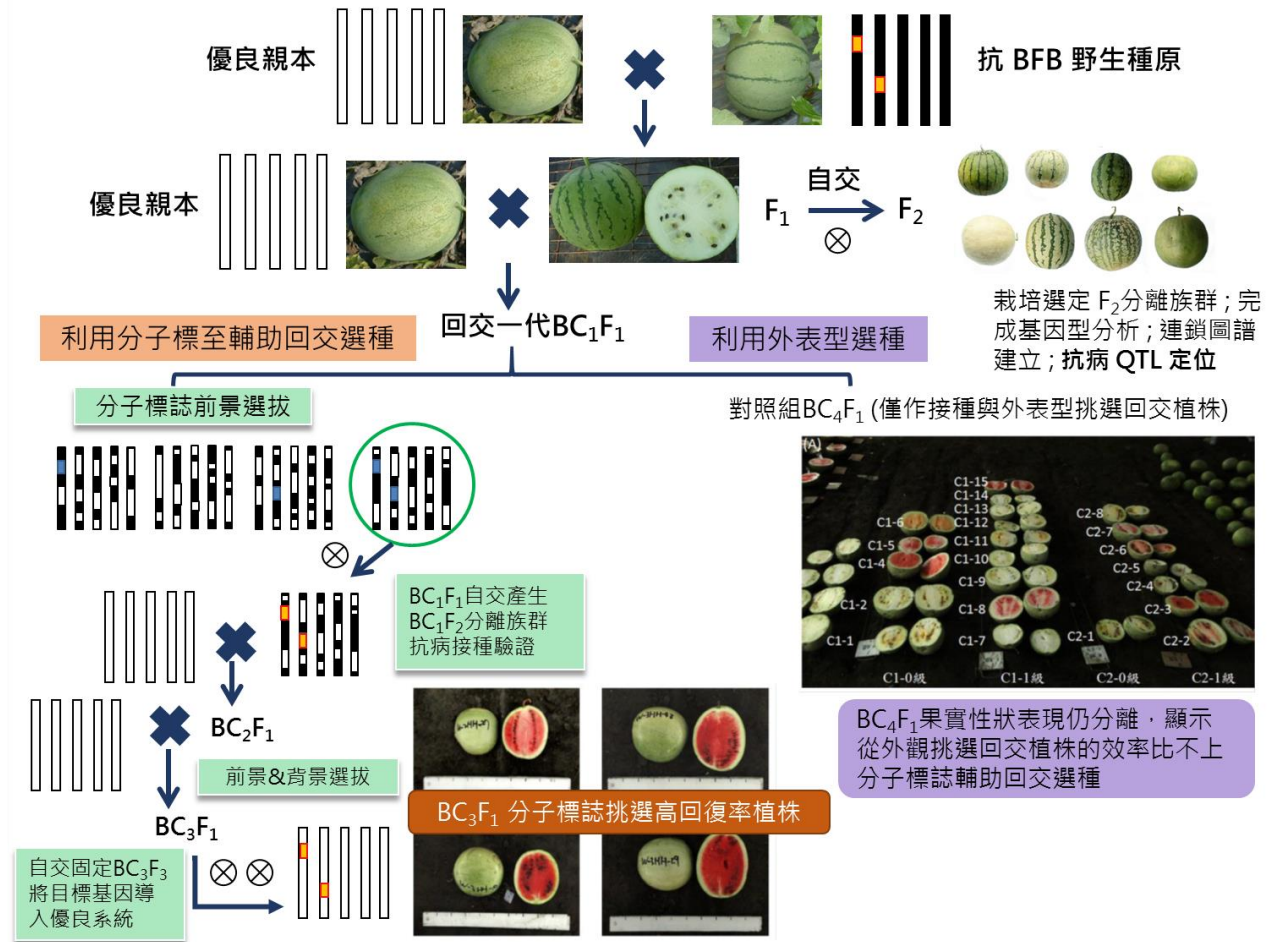 優良親本
抗 BFB 野生種原
優良親本
F₁
自交
F₂
栽培選定 F₂分離族群 ; 完
成基因型分析 ; 連鎖圖譜
建立 ; 抗病 QTL 定位
利用分子標至輔助回交選種
回交一代BC₁F₁
利用外表型選種
分子標誌前景選拔
對照組BC₄F₁ (僅作接種與外表型挑選回交植株)
(A)
C1-15
C1-14
C1-13
C1-12
C1-11
C1-10
C1-9
C1-8
C1-7
C1-6
C1-5
C1-4
C1-2
C1-1
C2-8
C2-7
C2-6
C2-5
C2-4
C2-3
C2-1
C2-2
C1-0級
C1-1級
C2-0級
C2-1級
BC₁F₁自交產生
BC₁F₂分離族群
抗病接種驗證
BC₂F₁
前景&背景選拔
BC₃F₁
自交固定BC₃F₃
將目標基因導
入優良系統
BC₃F₁ 分子標誌挑選高回復率植株
BC₄F₁果實性狀表現仍分離，顯示
從外觀挑選回交植株的效率比不上
分子標誌輔助回交選種